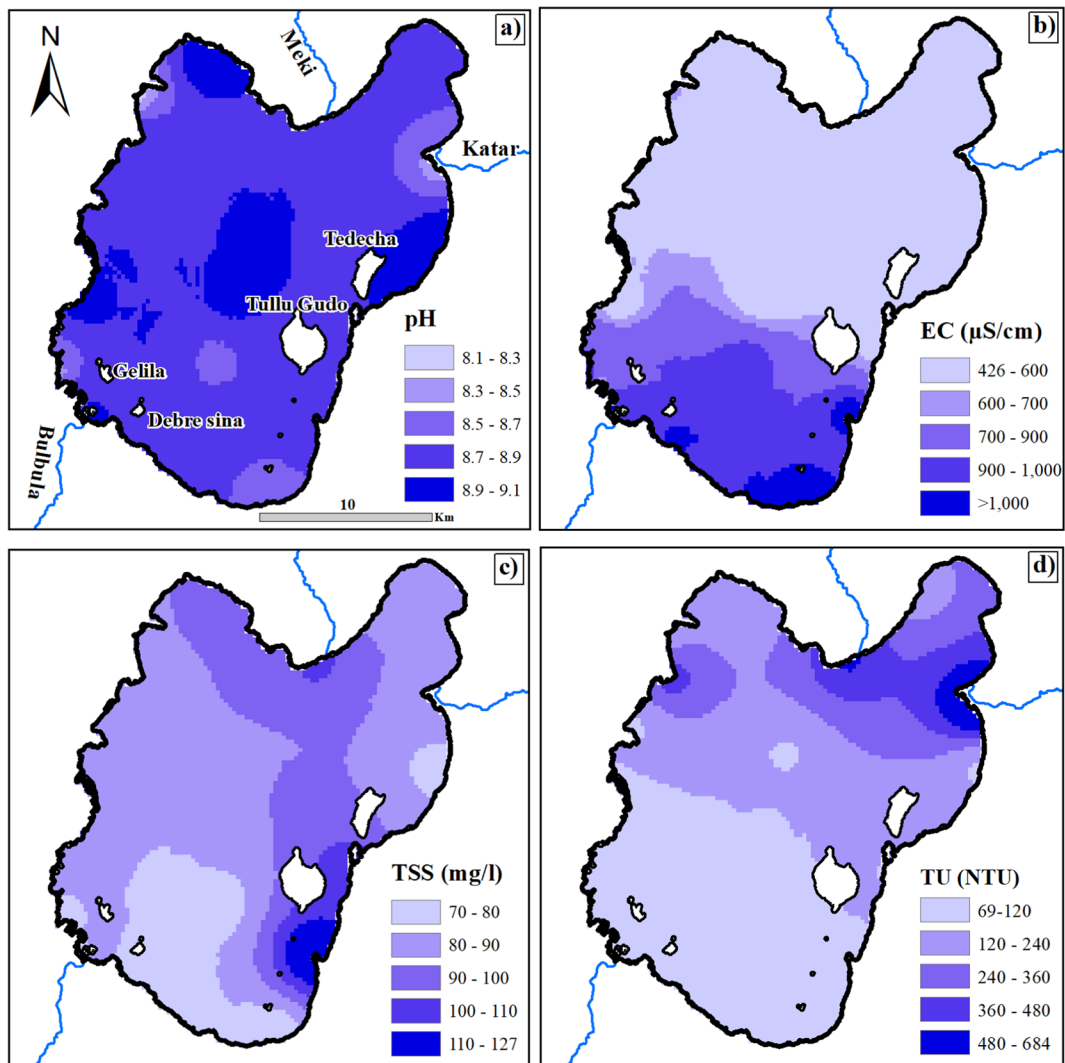 a)
N
Meki
Katar
Tedecha
Tullu Gudo
Gelila
Debre sina
Bulbula
pH
8.1 - 8.3
8.3 - 8.5
8.5 - 8.7
8.7 - 8.9
8.9 - 9.1
10
Km
b)
EC (µS/cm)
426 - 600
600 - 700
700 - 900
900 - 1,000
>1,000
c)
TSS (mg/l)
70 - 80
80 - 90
90 - 100
100 - 110
110 - 127
d)
TU (NTU)
69-120
120 - 240
240 - 360
360 - 480
480 - 684